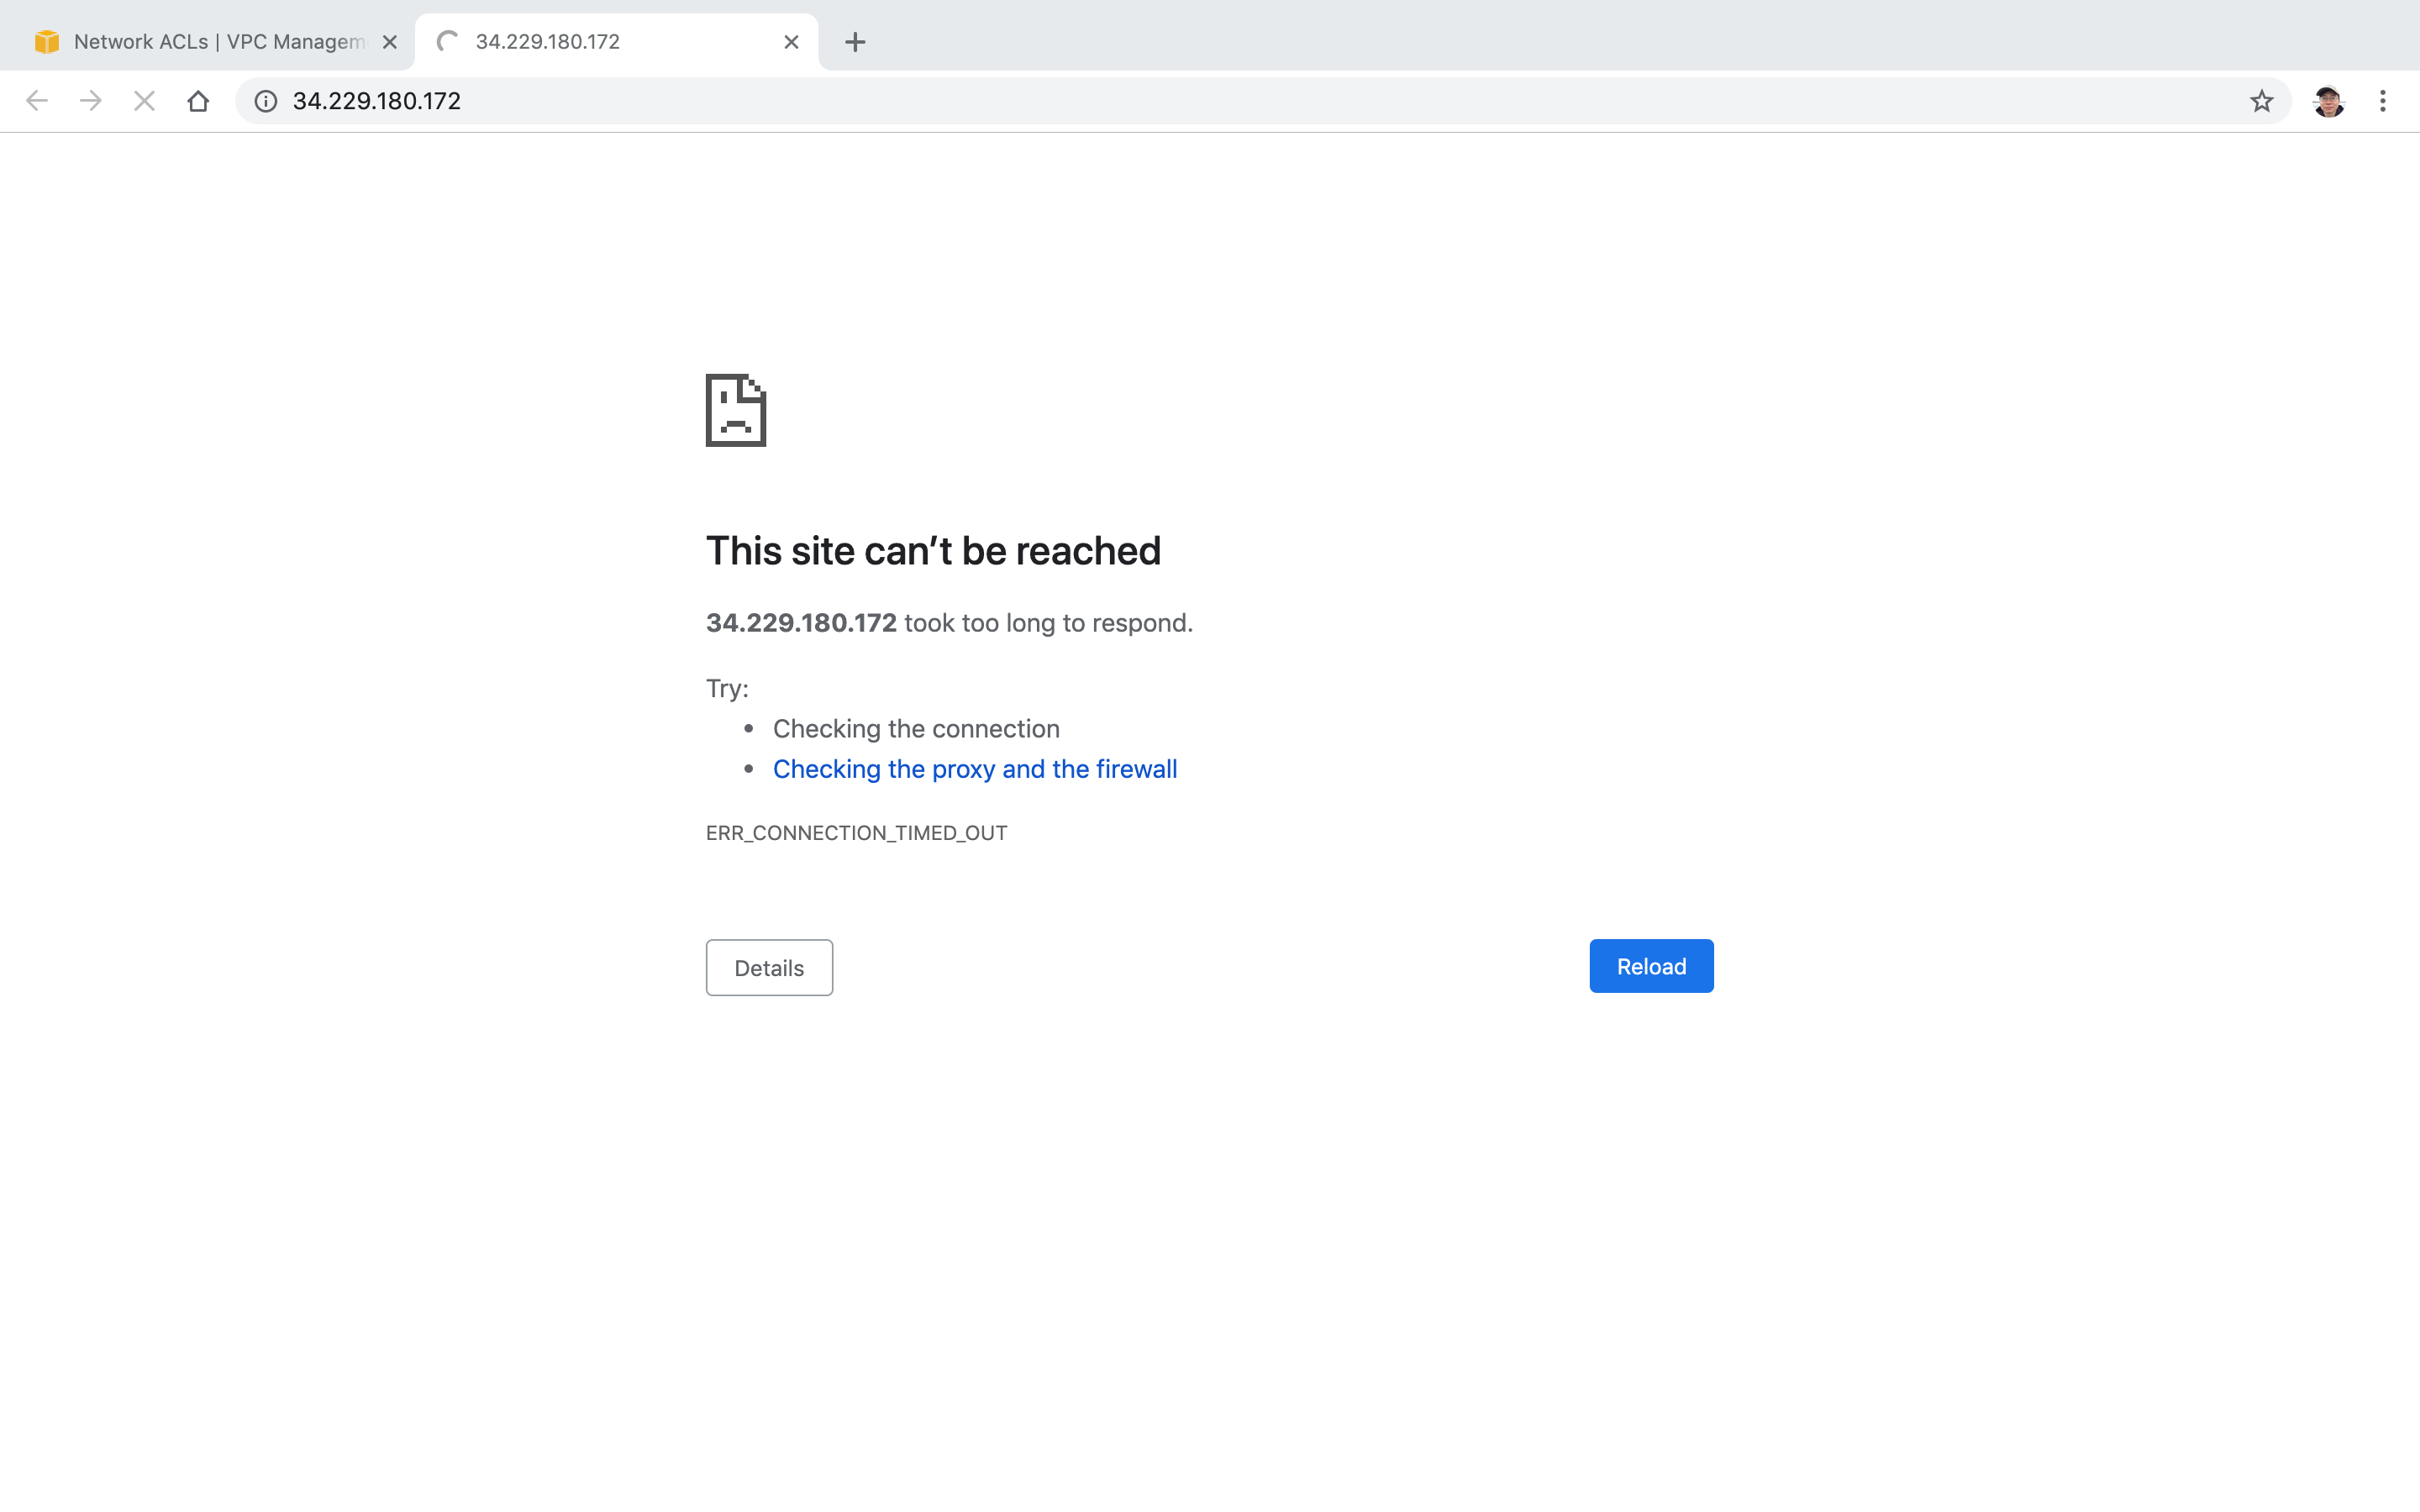 Network ACLs | VPC Managem
34.229.180.172
34.229.180.172
This site can’t be reached
34.229.180.172 took too long to respond.
Try:
• Checking the connection
• Checking the proxy and the firewall
ERR_CONNECTION_TIMED_OUT
Details
Reload